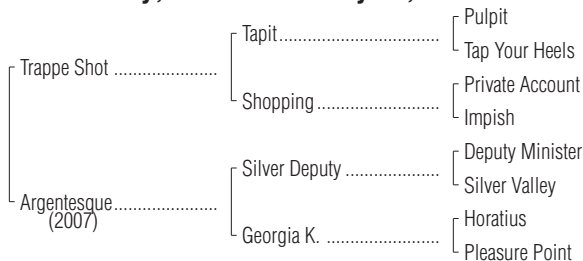 Pulpit
Tapit........................................
Tap Your Heels
Trappe Shot ..........................
Private Account
Shopping..............................
Impish
Deputy Minister
Silver Deputy ......................
Silver Valley
Argentesque..........................
(2007)
Horatius
Georgia K. ............................
Pleasure Point